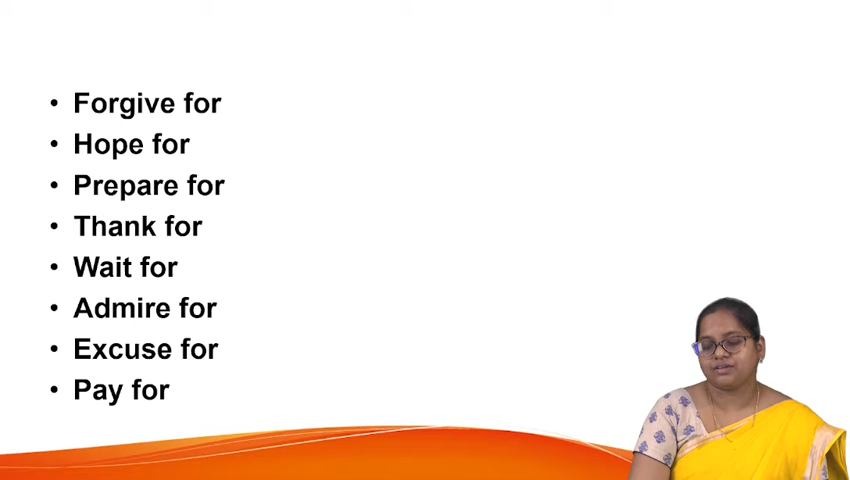 • Forgive for
• Hope for
• Prepare for
• Thank for
• Wait for
• Admire for
• Excuse for
• Pay for